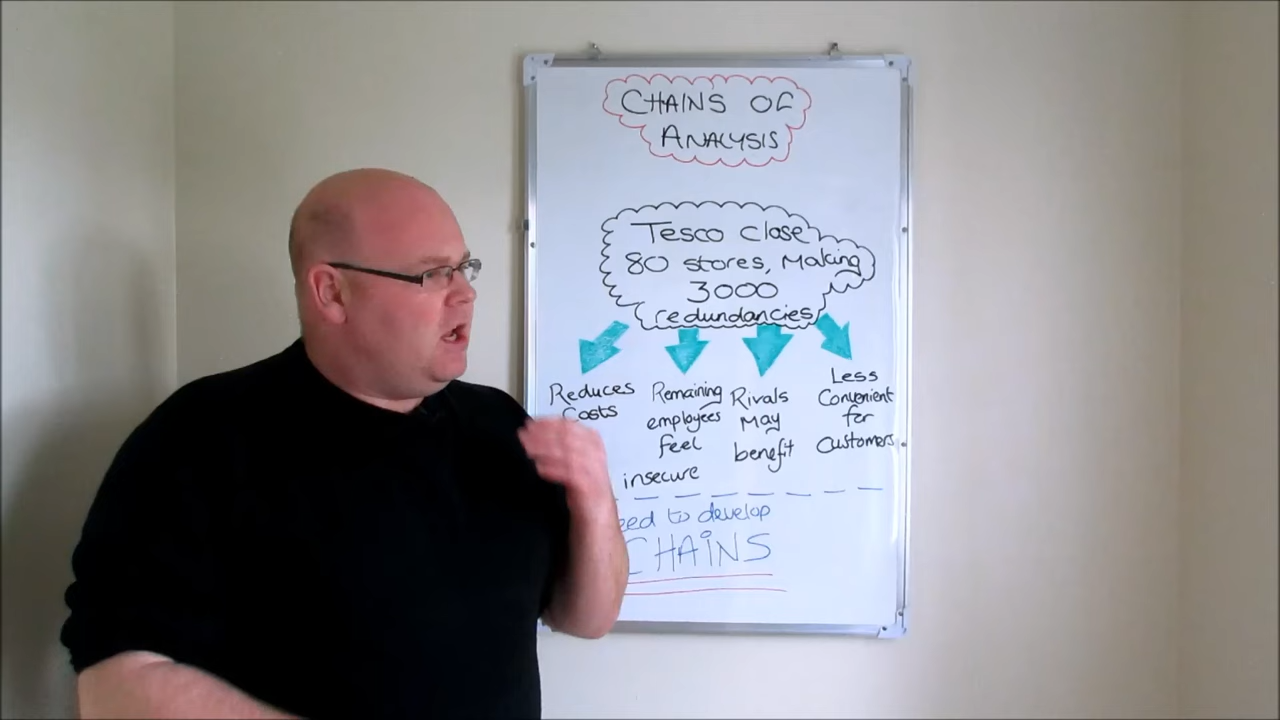 CHAINS OF
ANALYSIS
Tesco close
80 stores, Making
3000
redundancies
Reduces
Costs
Remaining
employees
feel
insecure
Rivals
May
benefit
Less
Convenient
for
Customers
to develop
CHAINS